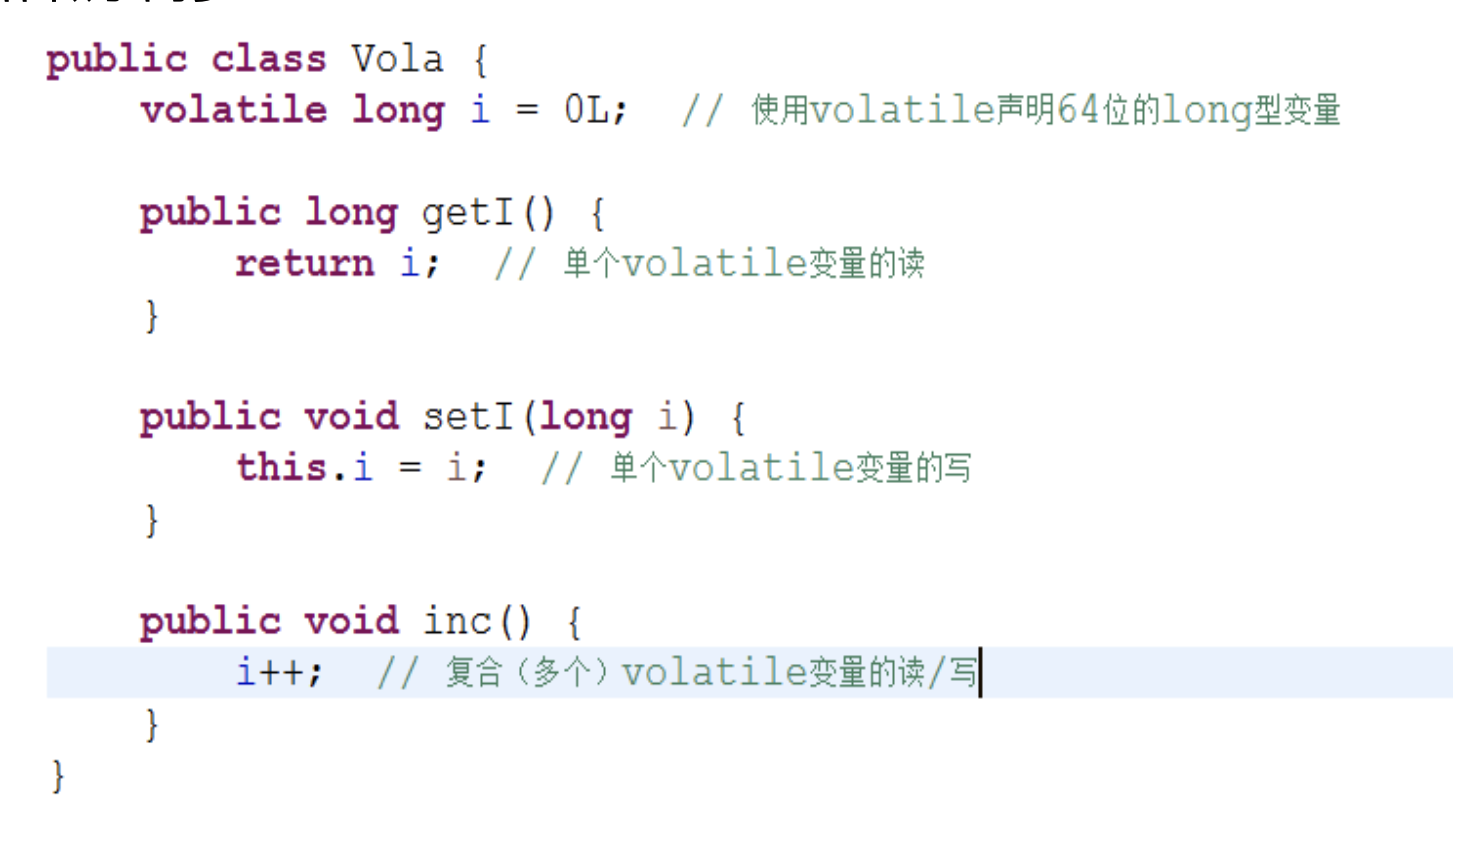 public class Vola {
    volatile long i = 0L;  // 使用volatile声明64位的long型变量
    public long getI() {
        return i;  // 单个volatile变量的读
    }
    public void setI(long i) {
        this.i = i;  // 单个volatile变量的写
    }
    public void inc() {
        i++;  // 复合（多个）volatile变量的读/写
    }
}